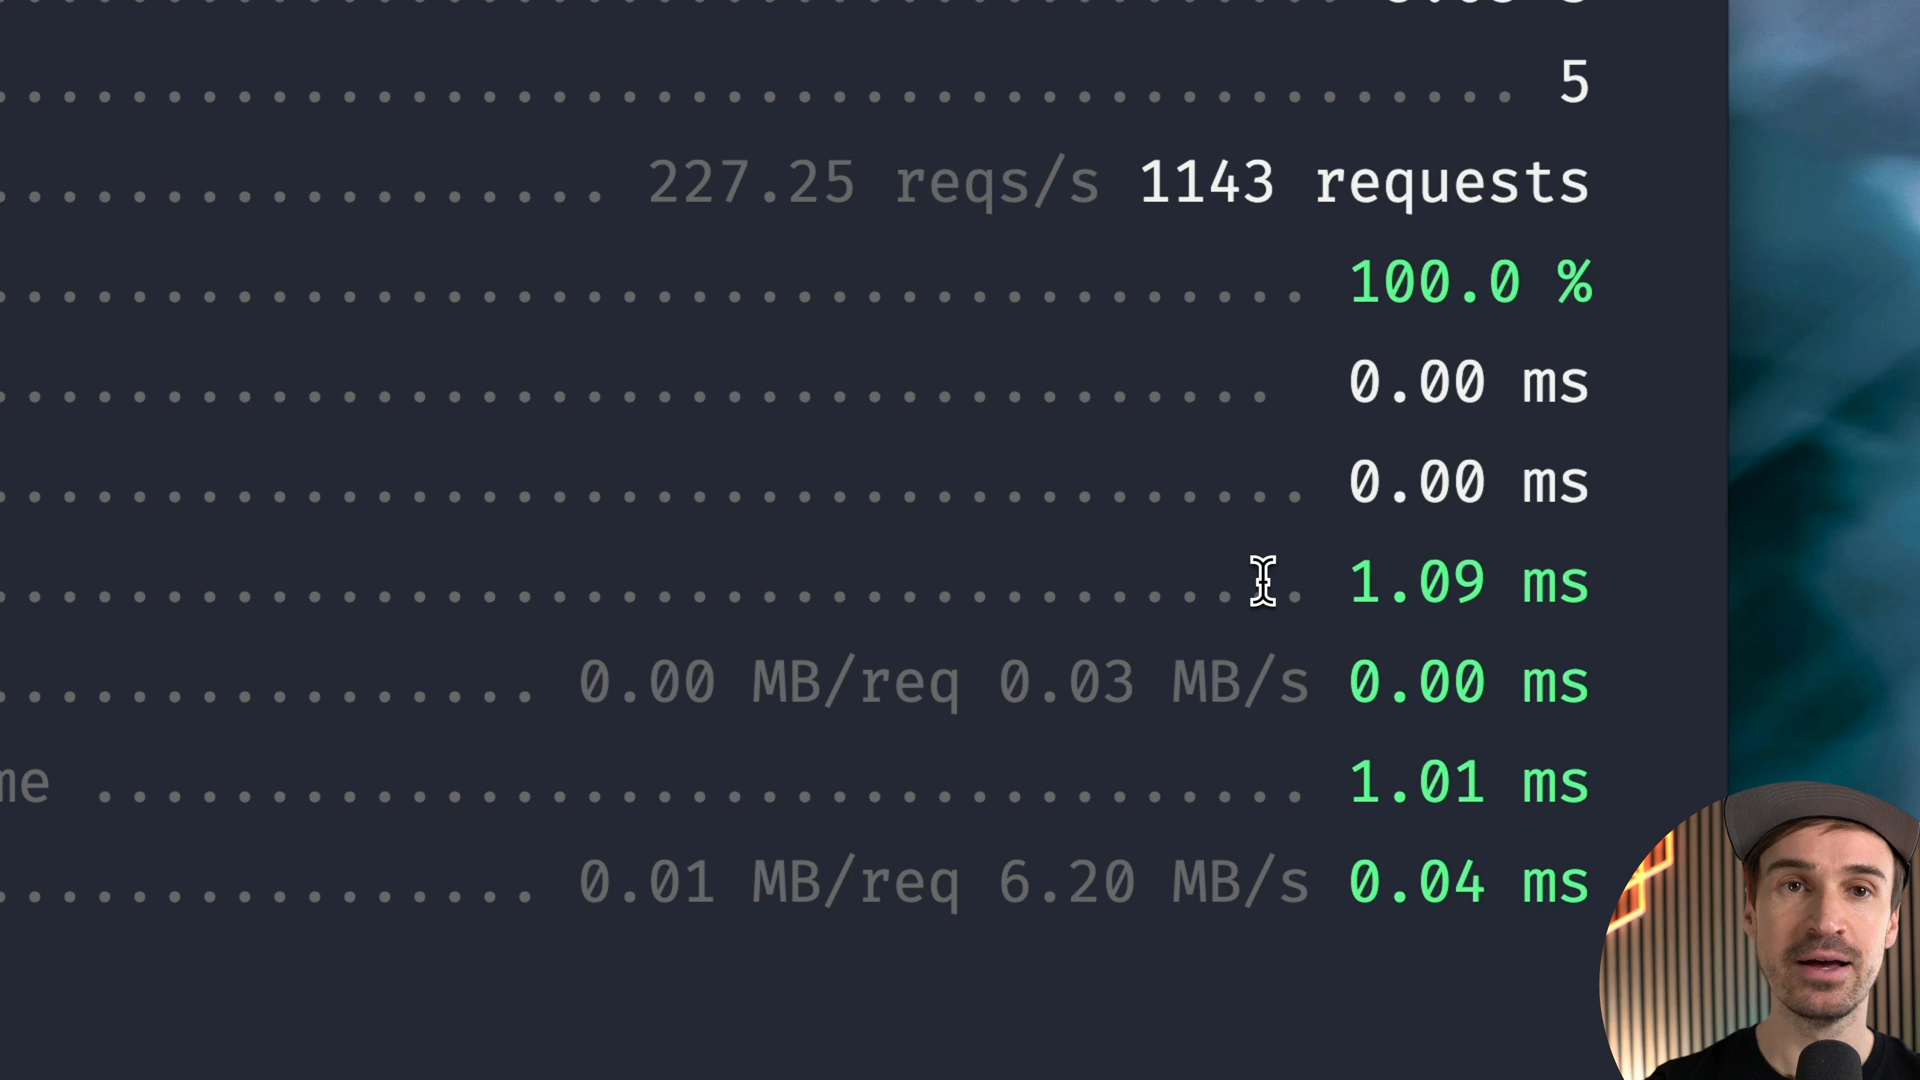 5
227.25 reqs/s 1143 requests
100.0 %
0.00 ms
0.00 ms
1.09 ms
0.00 MB/req 0.03 MB/s 0.00 ms
me 1.01 ms
0.01 MB/req 6.20 MB/s 0.04 ms